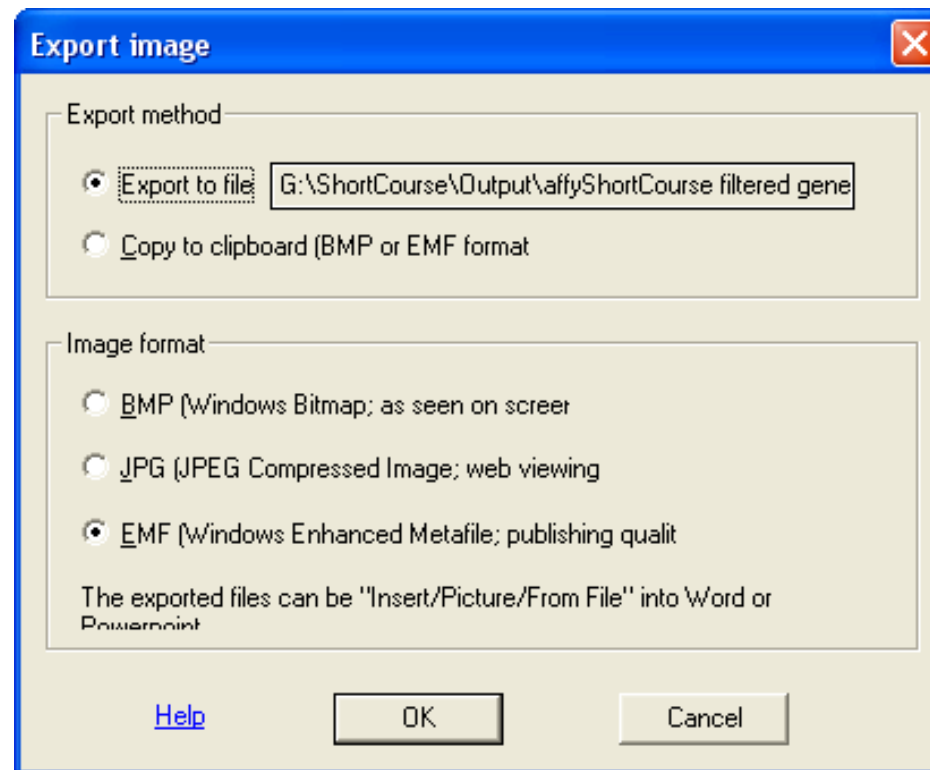 Export image
Export method
Export to file G:\ShortCourse\Output\affyShortCourse filtered gene
Copy to clipboard (BMP or EMF format
Image format
BMP (Windows Bitmap; as seen on screer
JPG (JPEG Compressed Image; web viewing
EMF (Windows Enhanced Metafile; publishing qualit
The exported files can be "Insert/Picture/From File" into Word or
Powerpoint
Help OK Cancel